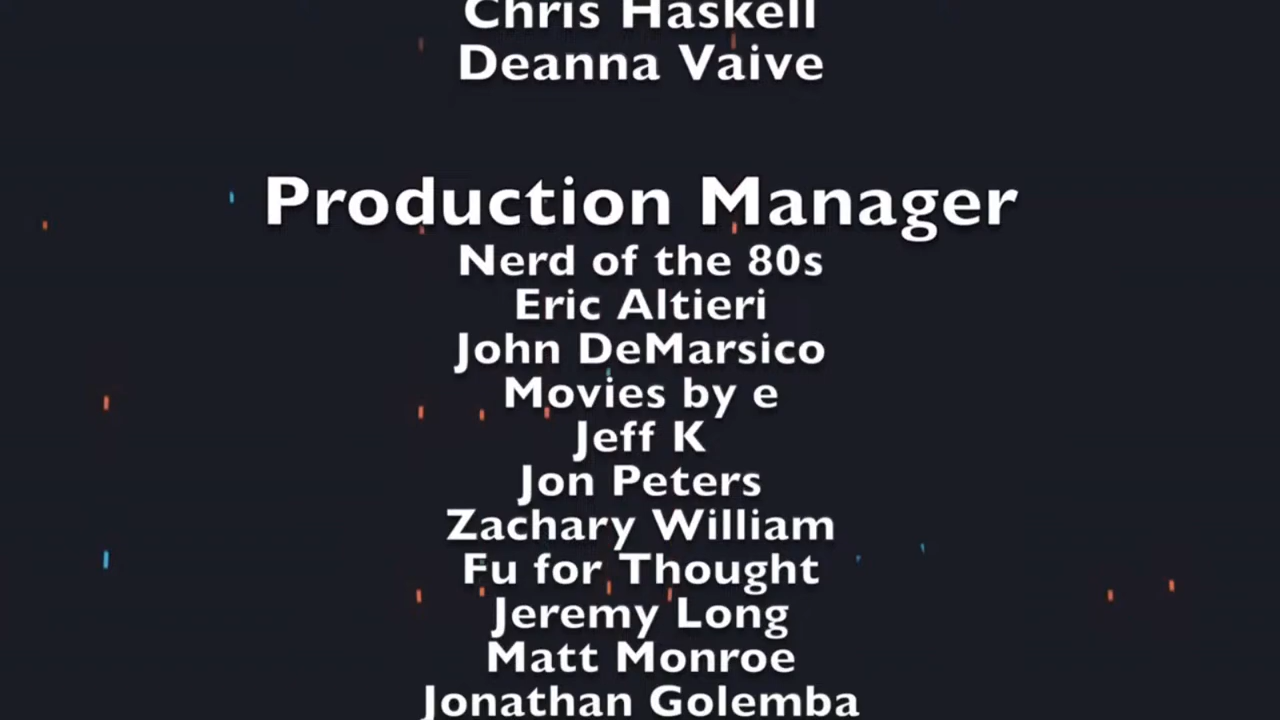 Chris Haskell
Deanna Vaive
Production Manager
Nerd of the 80s
Eric Altieri
John DeMarsico
Movies by e
Jeff K
Jon Peters
Zachary William
Fu for Thought
Jeremy Long
Matt Monroe
Jonathan Golemba